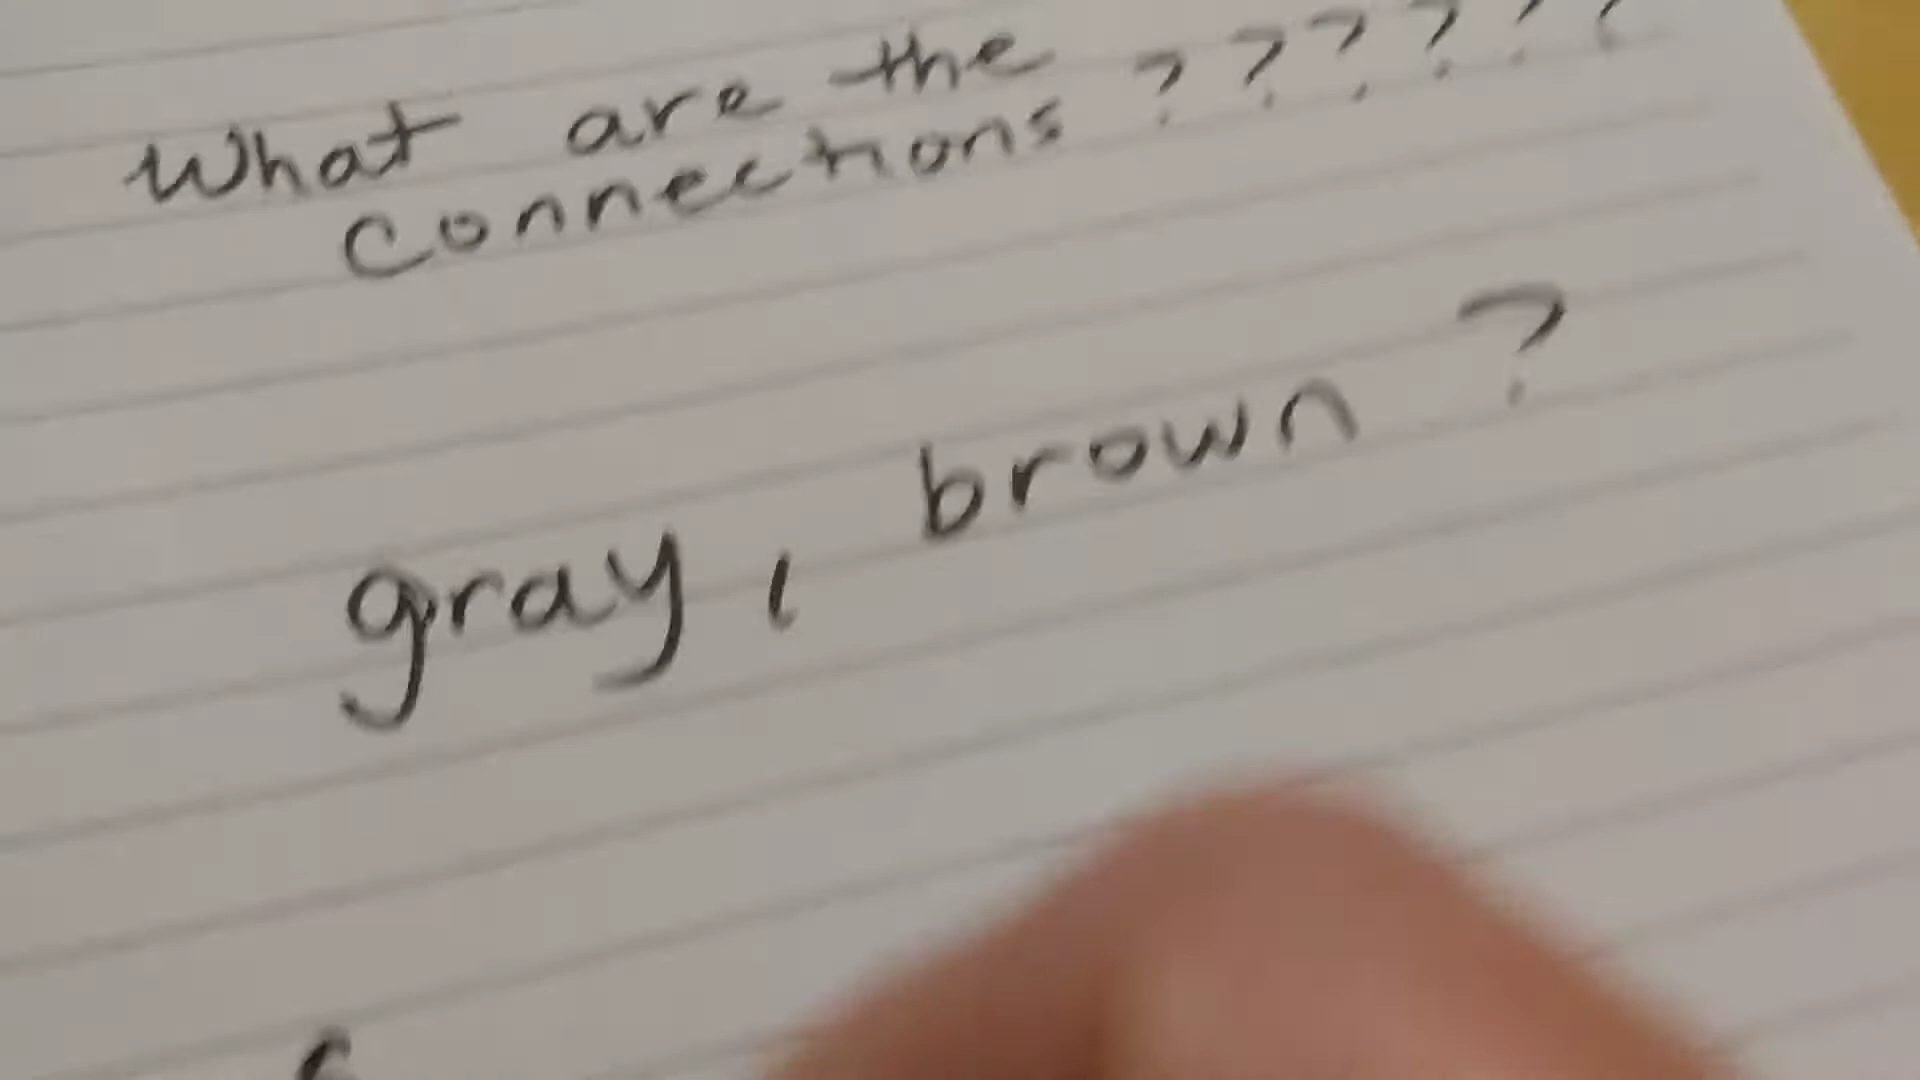 What are the
connections ? ? ? ? ? ?
gray, brown ?